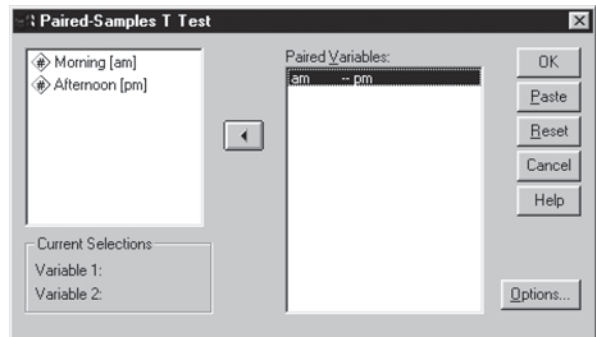 Paired-Samples T Test
Morning [am]
Afternoon [pm]
Paired Variables:
am -- pm
OK
Paste
Reset
Cancel
Help
Current Selections
Variable 1:
Variable 2:
Options...